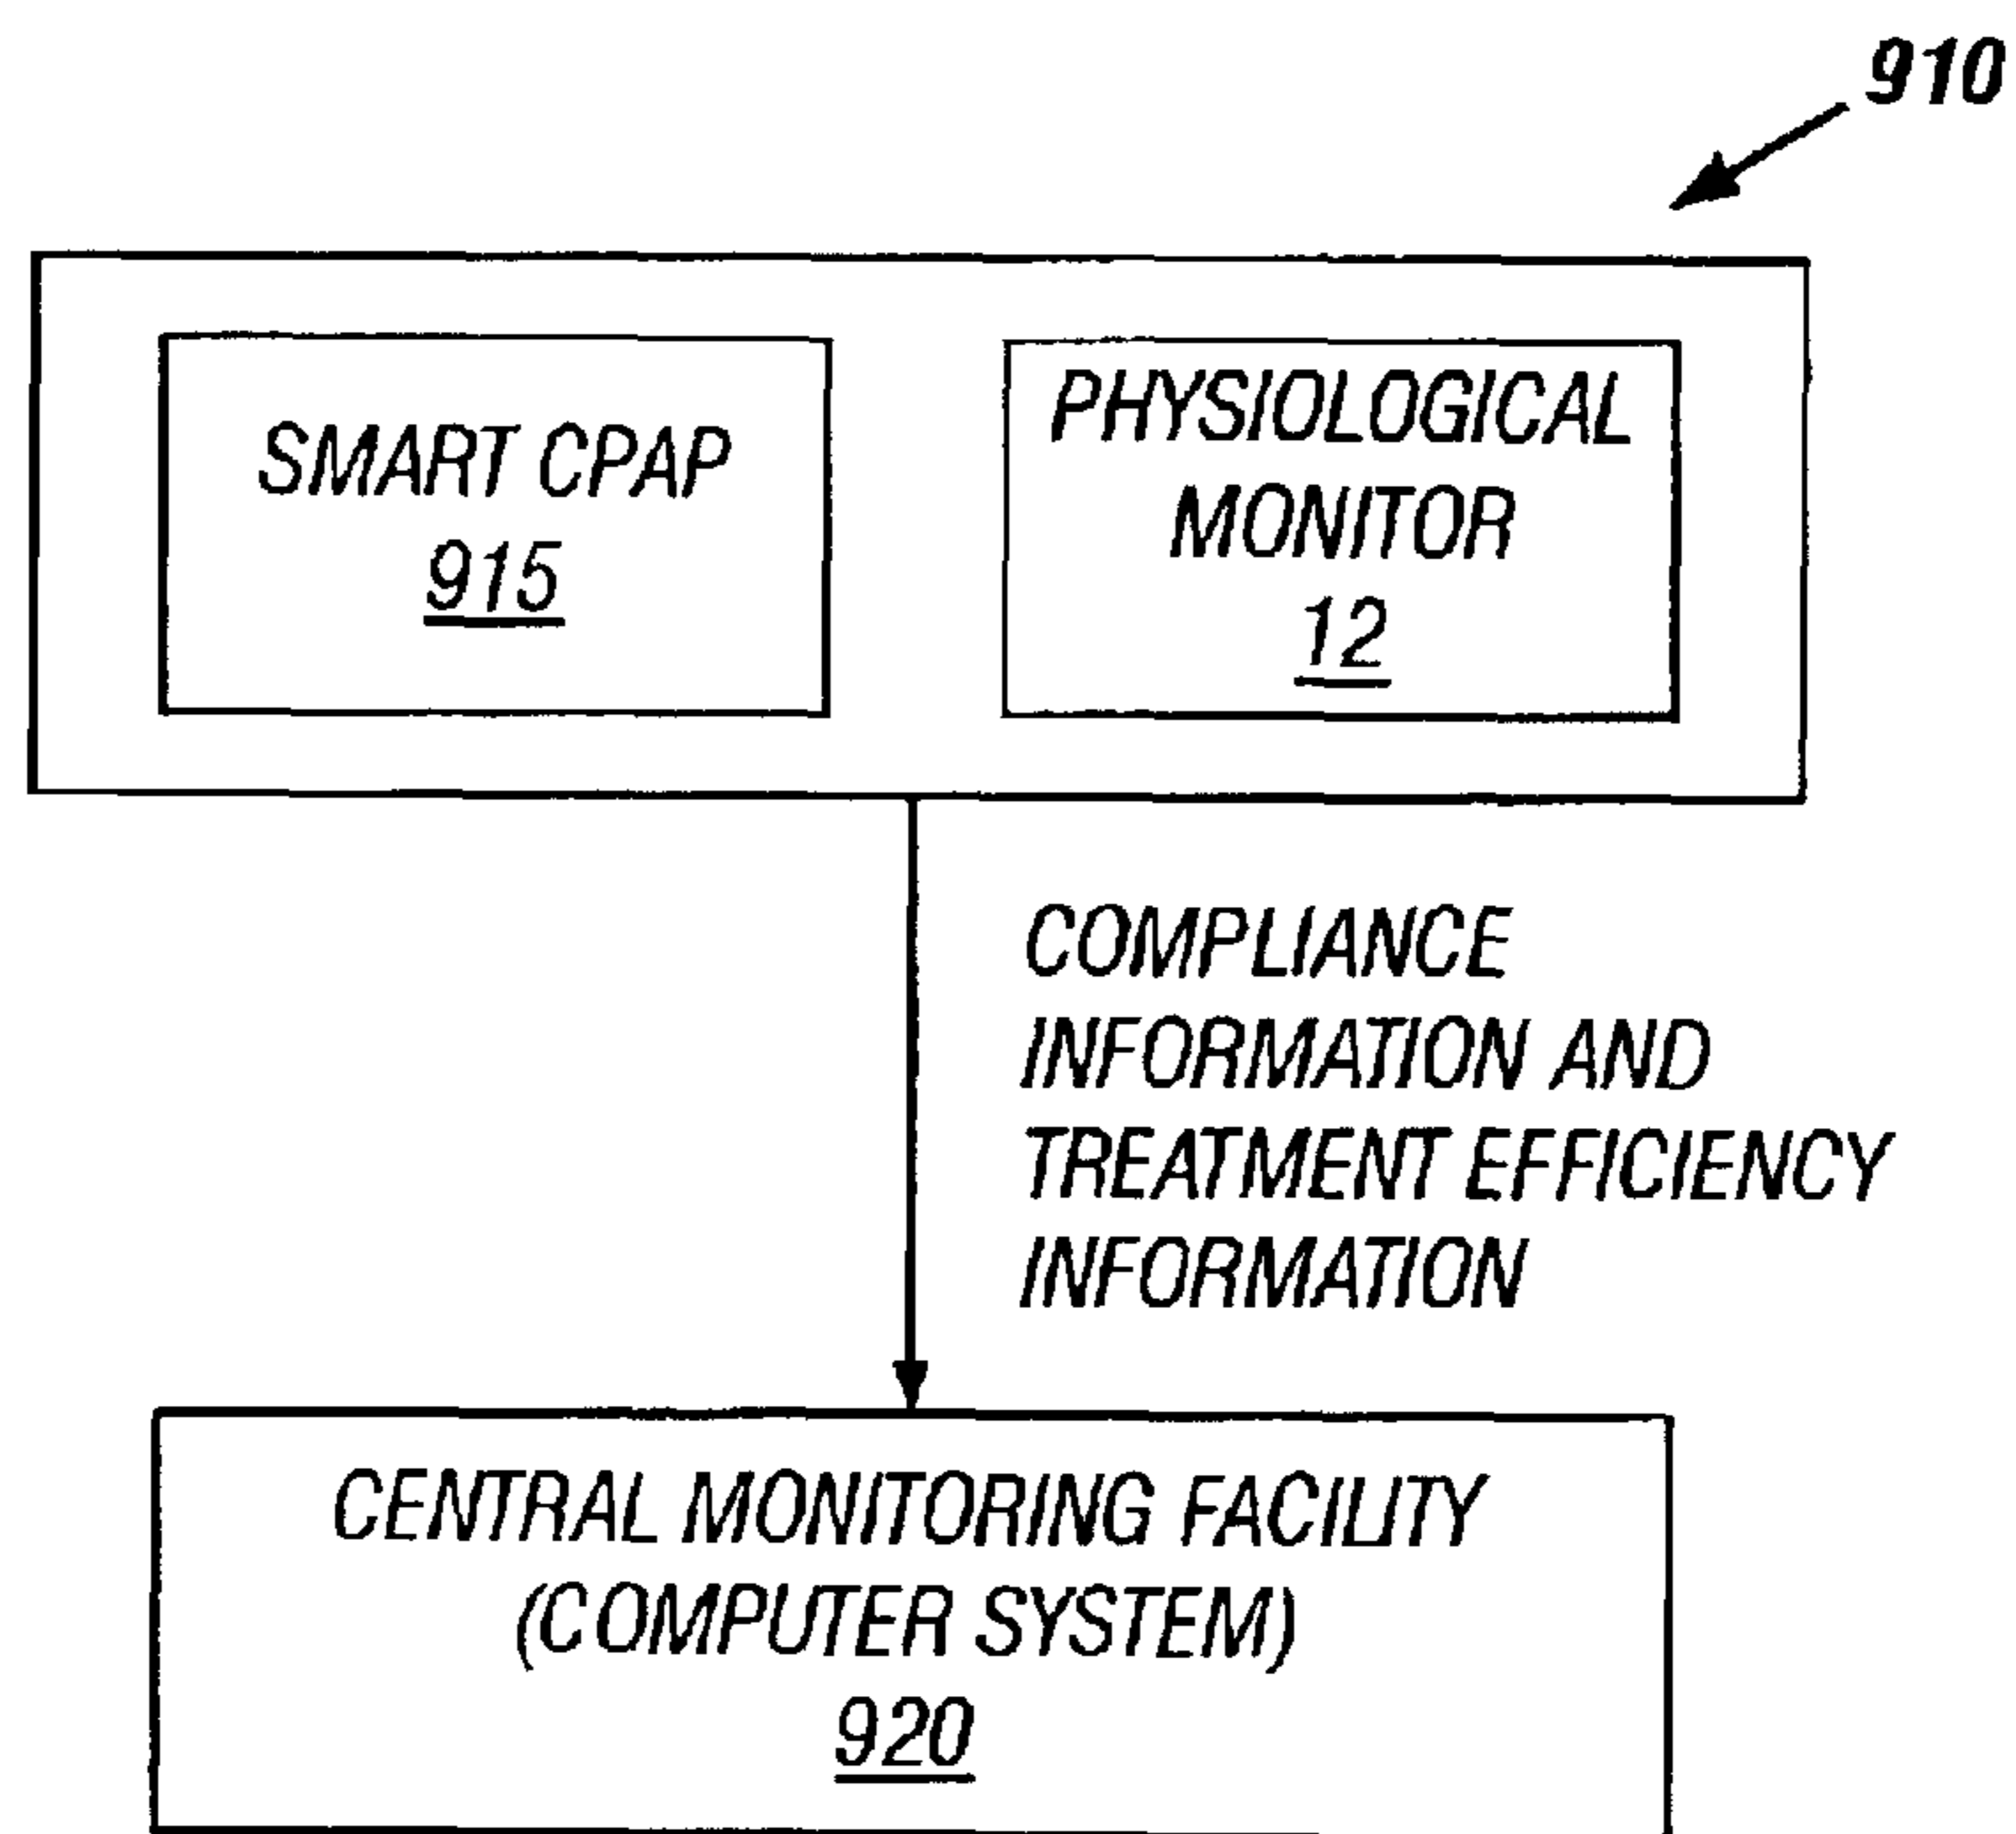 910
SMART CPAP
915
PHYSIOLOGICAL
MONITOR
12
COMPLIANCE
INFORMATION AND
TREATMENT EFFICIENCY
INFORMATION
CENTRAL MONITORING FACILITY
(COMPUTER SYSTEM)
920